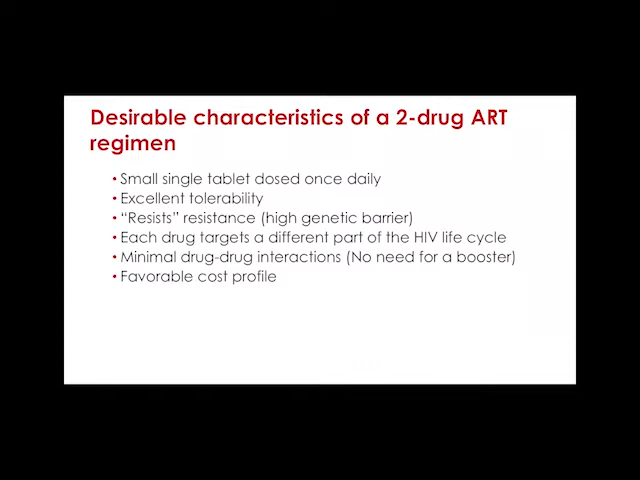 Desirable characteristics of a 2-drug ART
regimen
• Small single tablet dosed once daily
• Excellent tolerability
• “Resists” resistance (high genetic barrier)
• Each drug targets a different part of the HIV life cycle
• Minimal drug-drug interactions (No need for a booster)
• Favorable cost profile